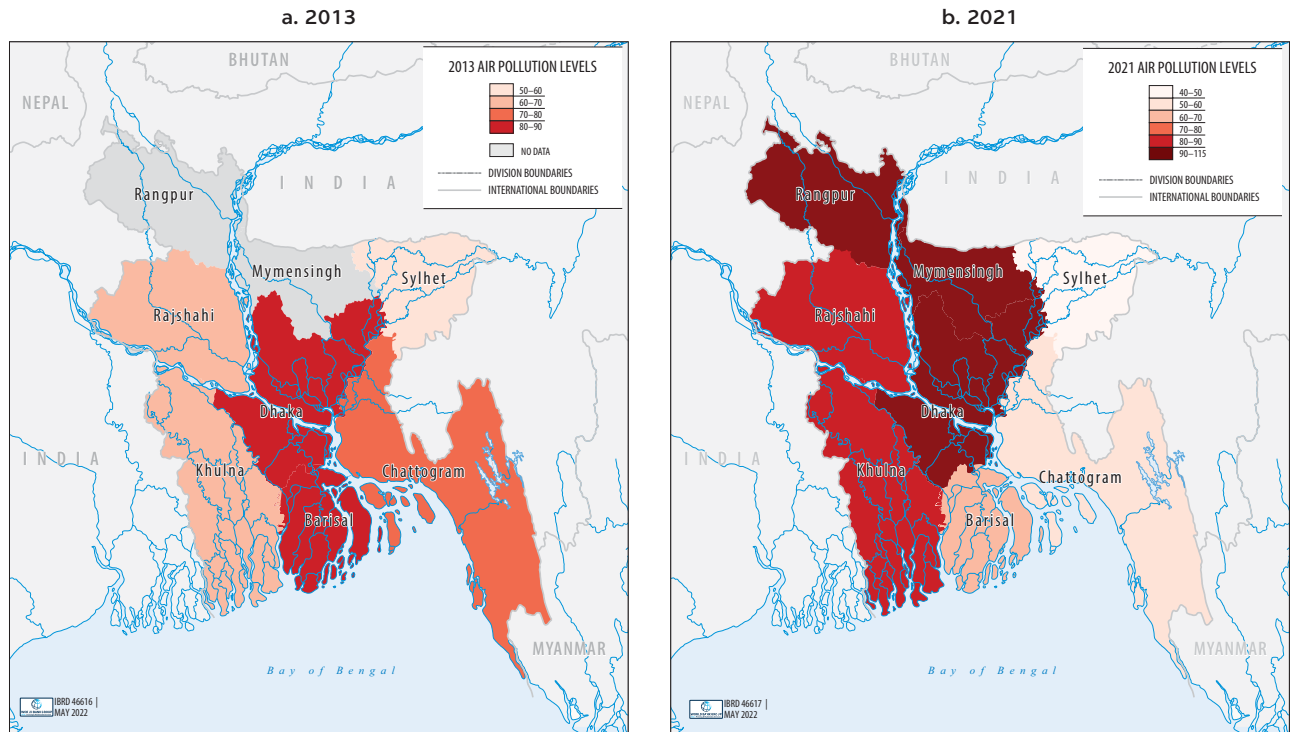 a. 2013
BHUTAN
NEPAL
INDIA
2013 AIR POLLUTION LEVELS
50–60
60–70
70–80
80–90
NO DATA
DIVISION BOUNDARIES
INTERNATIONAL BOUNDARIES
Rangpur
Mymensingh
Sylhet
Rajshahi
Dhaka
INDIA
Khulna
Chattogram
Barisal
MYANMAR
Bay of Bengal
IBRD 46616 |
MAY 2022
b. 2021
BHUTAN
NEPAL
INDIA
2021 AIR POLLUTION LEVELS
40–50
50–60
60–70
70–80
80–90
90–115
DIVISION BOUNDARIES
INTERNATIONAL BOUNDARIES
Rangpur
Mymensingh
Sylhet
Rajshahi
Dhaka
INDIA
Khulna
Chattogram
Barisal
MYANMAR
Bay of Bengal
IBRD 46617 |
MAY 2022